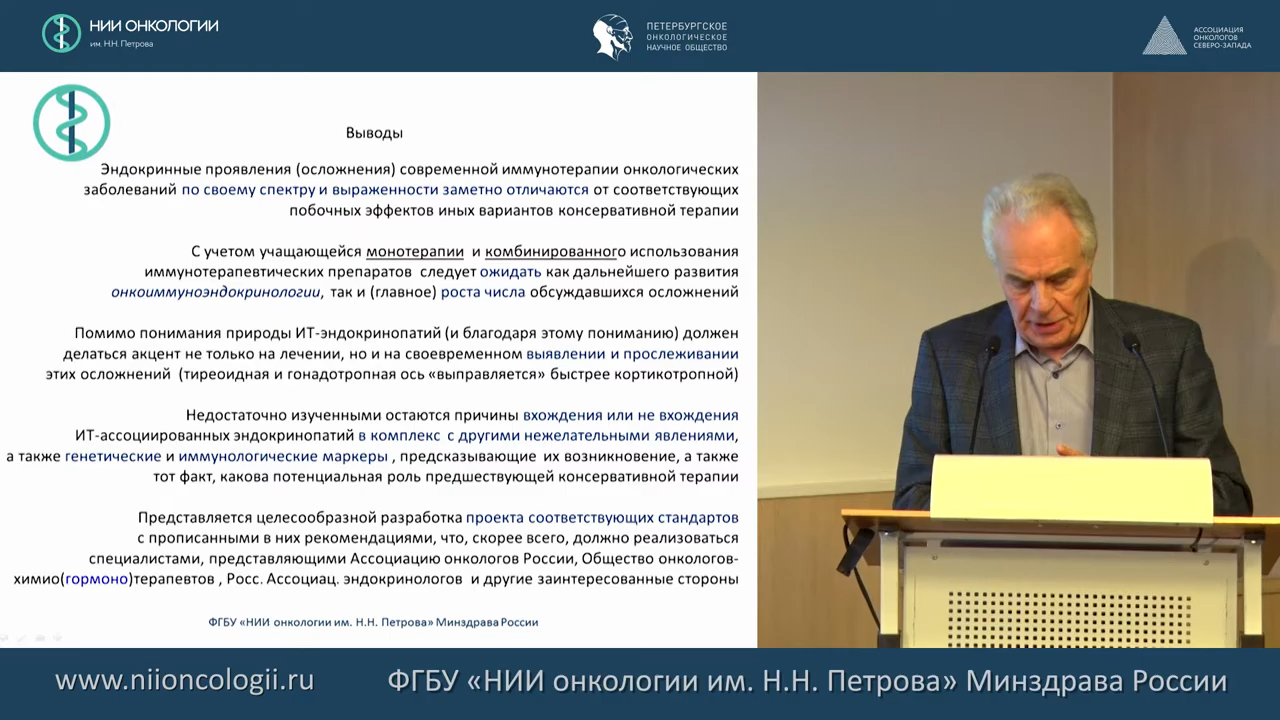 НИИ ОНКОЛОГИИ
им. Н.Н. Петрова
ПЕТЕРБУРГСКОЕ
ОНКОЛОГИЧЕСКОЕ
НАУЧНОЕ ОБЩЕСТВО
АССОЦИАЦИЯ
ОНКОЛОГОВ
СЕВЕРО-ЗАПАДА
Выводы
Эндокринные проявления (осложнения) современной иммунотерапии онкологических
заболеваний по своему спектру и выраженности заметно отличаются от соответствующих
побочных эффектов иных вариантов консервативной терапии
С учетом учащающейся монотерапии и комбинированного использования
иммунотерапевтических препаратов следует ожидать как дальнейшего развития
онкоиммуноэндокринологии, так и (главное) роста числа обсуждавшихся осложнений
Помимо понимания природы ИТ-эндокринопатий (и благодаря этому пониманию) должен
делаться акцент не только на лечении, но и на своевременном выявлении и прослеживании
этих осложнений (тиреоидная и гонадотропная ось «выправляется» быстрее кортикотропной)
Недостаточно изученными остаются причины вхождения или не вхождения
ИТ-ассоциированных эндокринопатий в комплекс с другими нежелательными явлениями,
а также генетические и иммунологические маркеры , предсказывающие их возникновение, а также
тот факт, какова потенциальная роль предшествующей консервативной терапии
Представляется целесообразной разработка проекта соответствующих стандартов
с прописанными в них рекомендациями, что, скорее всего, должно реализоваться
специалистами, представляющими Ассоциацию онкологов России, Общество онкологов-
химио(гормоно)терапевтов , Росс. Ассоциац. эндокринологов и другие заинтересованные стороны
ФГБУ «НИИ онкологии им. Н.Н. Петрова» Минздрава России
www.niioncologii.ru
ФГБУ «НИИ онкологии им. Н.Н. Петрова» Минздрава России